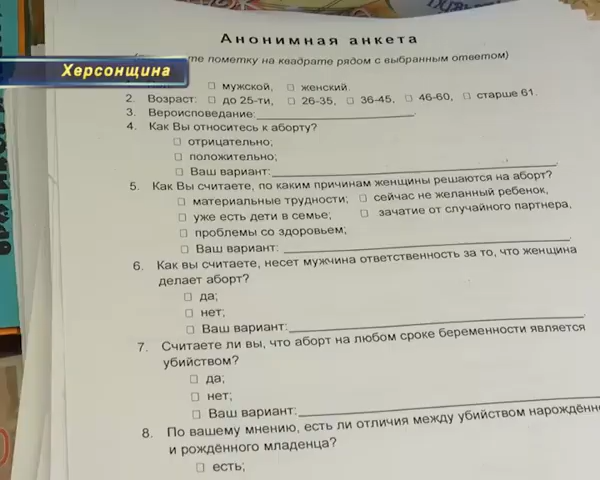 Анонимная анкета
те пометку на квадрате рядом с выбранным ответом)
Херсонщина
□ мужской, □ женский.
2. Возраст: □ до 25-ти, □ 26-35, □ 36-45, □ 46-60, □ старше 61.
3. Вероисповедание:
4. Как Вы относитесь к аборту?
□ отрицательно;
□ положительно;
□ Ваш вариант:
5. Как Вы считаете, по каким причинам женщины решаются на аборт?
□ материальные трудности; □ сейчас не желанный ребенок,
□ уже есть дети в семье; □ зачатие от случайного партнера,
□ проблемы со здоровьем;
□ Ваш вариант:
6. Как вы считаете, несет мужчина ответственность за то, что женщина
делает аборт?
□ да;
□ нет;
□ Ваш вариант:
7. Считаете ли вы, что аборт на любом сроке беременности является
убийством?
□ да;
□ нет;
□ Ваш вариант:
8. По вашему мнению, есть ли отличия между убийством нарождённо
и рождённого младенца?
□ есть;